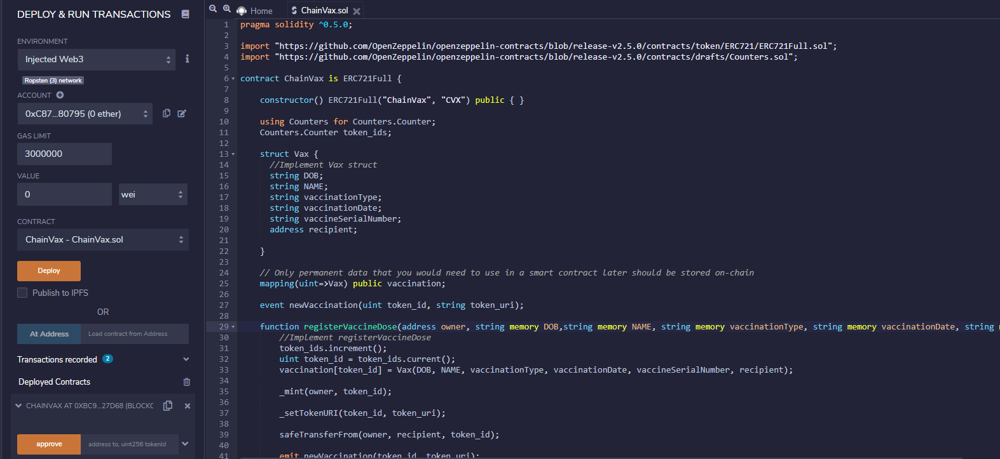 DEPLOY & RUN TRANSACTIONS
ENVIRONMENT
Injected Web3
Ropsten (3) network
ACCOUNT
0xC87...80795 (0 ether)
GAS LIMIT
3000000
VALUE
0
wei
CONTRACT
ChainVax - ChainVax.sol
Deploy
Publish to IPFS
OR
At Address
Load contract from Address
Transactions recorded 2
Deployed Contracts
CHAINVAX AT 0XBC9...27D68 (BLOCKC
approve
address to, uint256 tokenId
Home
ChainVax.sol
1 pragma solidity ^0.5.0;
2
3 import "https://github.com/OpenZeppelin/openzeppelin-contracts/blob/release-v2.5.0/contracts/token/ERC721/ERC721Full.sol";
4 import "https://github.com/OpenZeppelin/openzeppelin-contracts/blob/release-v2.5.0/contracts/drafts/Counters.sol";
5
6 contract ChainVax is ERC721Full {
7
8 constructor() ERC721Full("ChainVax", "CVX") public { }
9
10 using Counters for Counters.Counter;
11 Counters.Counter token_ids;
12
13 struct Vax {
14 //Implement Vax struct
15 string DOB;
16 string NAME;
17 string vaccinationType;
18 string vaccinationDate;
19 string vaccineSerialNumber;
20 address recipient;
21
22 }
23
24 // Only permanent data that you would need to use in a smart contract later should be stored on-chain
25 mapping(uint=>Vax) public vaccination;
26
27 event newVaccination(uint token_id, string token_uri);
28
29 function registerVaccineDose(address owner, string memory DOB,string memory NAME, string memory vaccinationType, string memory vaccinationDate, string
30 //Implement registerVaccineDose
31 token_ids.increment();
32 uint token_id = token_ids.current();
33 vaccination[token_id] = Vax(DOB, NAME, vaccinationType, vaccinationDate, vaccineSerialNumber, recipient);
34
35 _mint(owner, token_id);
36
37 _setTokenURI(token_id, token_uri);
38
39 safeTransferFrom(owner, recipient, token_id);
40
41 emit newVaccination(token_id, token_uri);